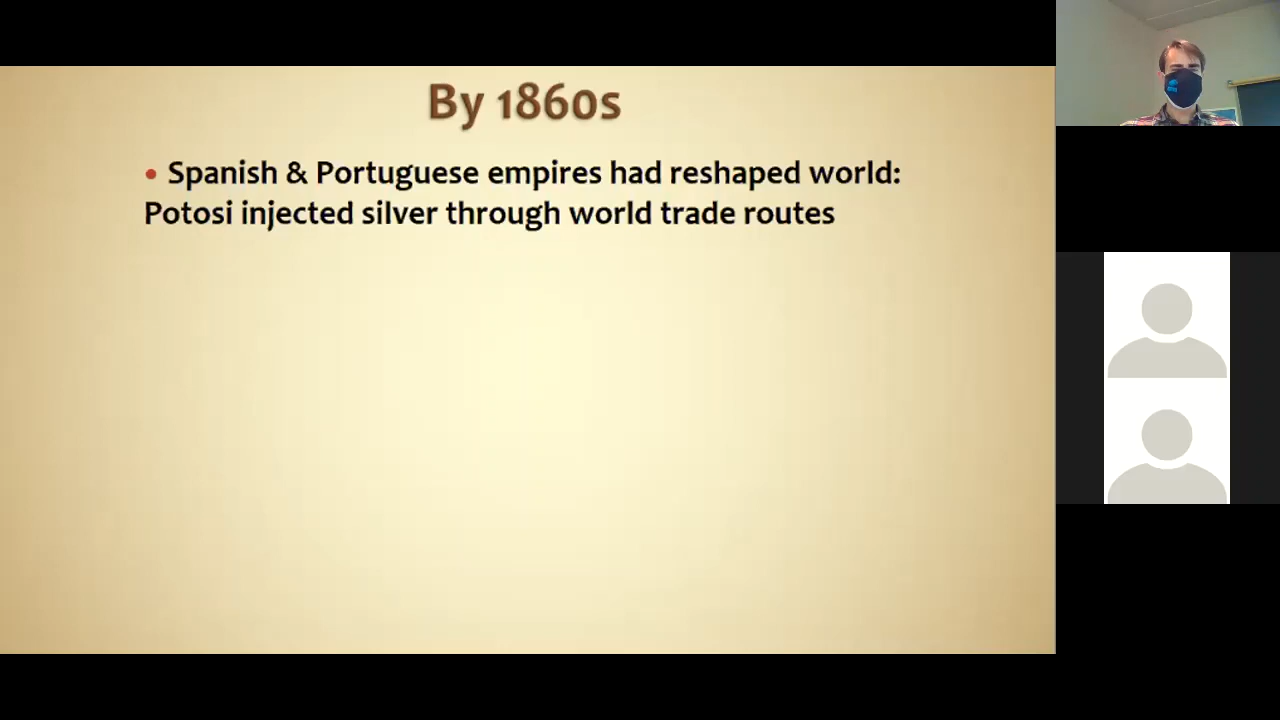 By 1860s
• Spanish & Portuguese empires had reshaped world:
Potosi injected silver through world trade routes